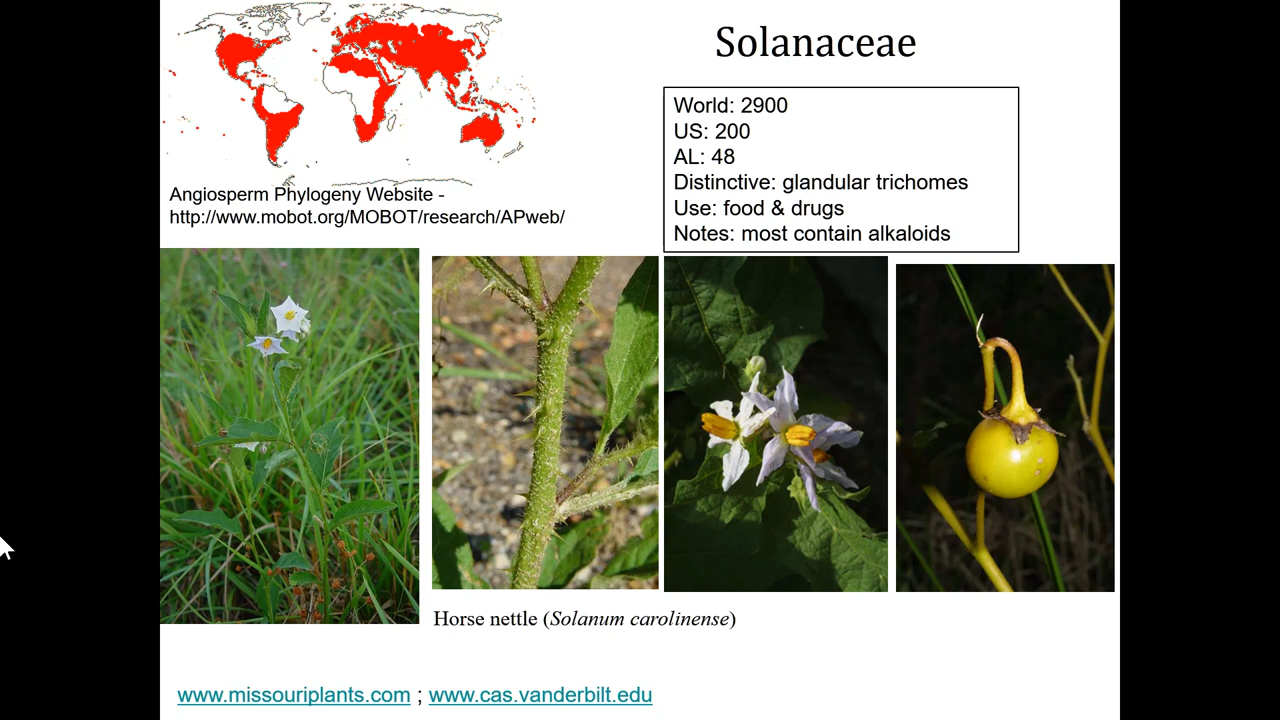 Solanaceae
World: 2900
US: 200
AL: 48
Distinctive: glandular trichomes
Use: food & drugs
Notes: most contain alkaloids
Angiosperm Phylogeny Website -
http://www.mobot.org/MOBOT/research/APweb/
Horse nettle (Solanum carolinense)
www.missouriplants.com ; www.cas.vanderbilt.edu